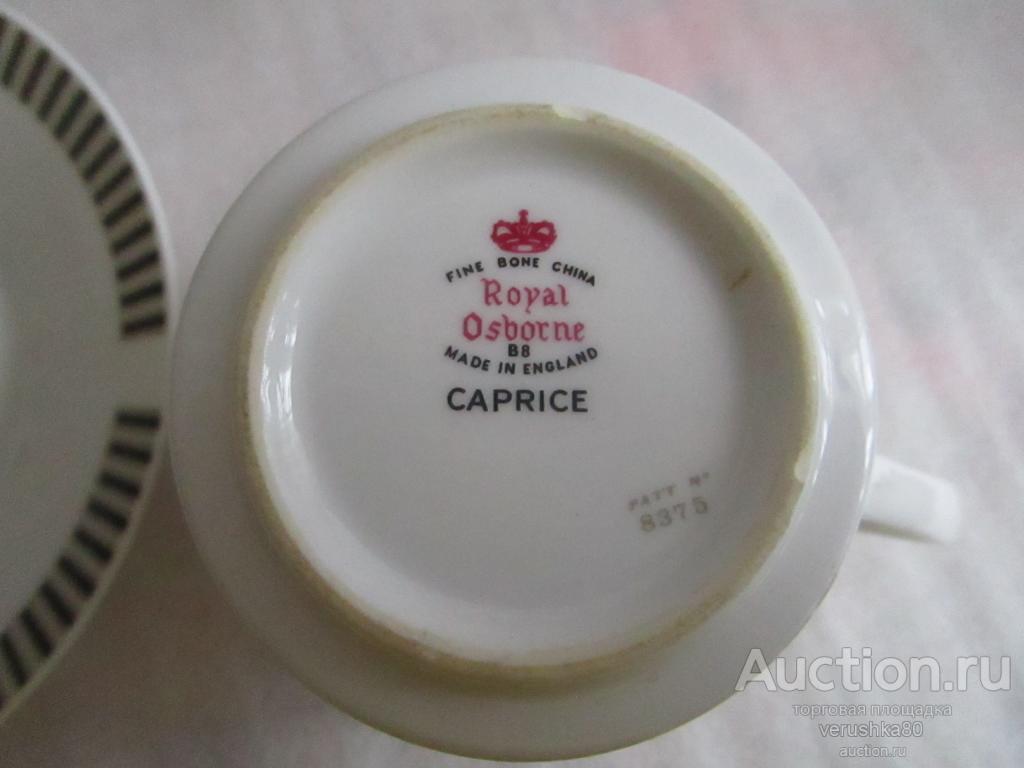 FINE BONE CHINA
Royal
Osborne
B8
MADE IN ENGLAND
CAPRICE
PATT Nº
8375
Auction.ru
торговая площадка
verushka80
auction.ru